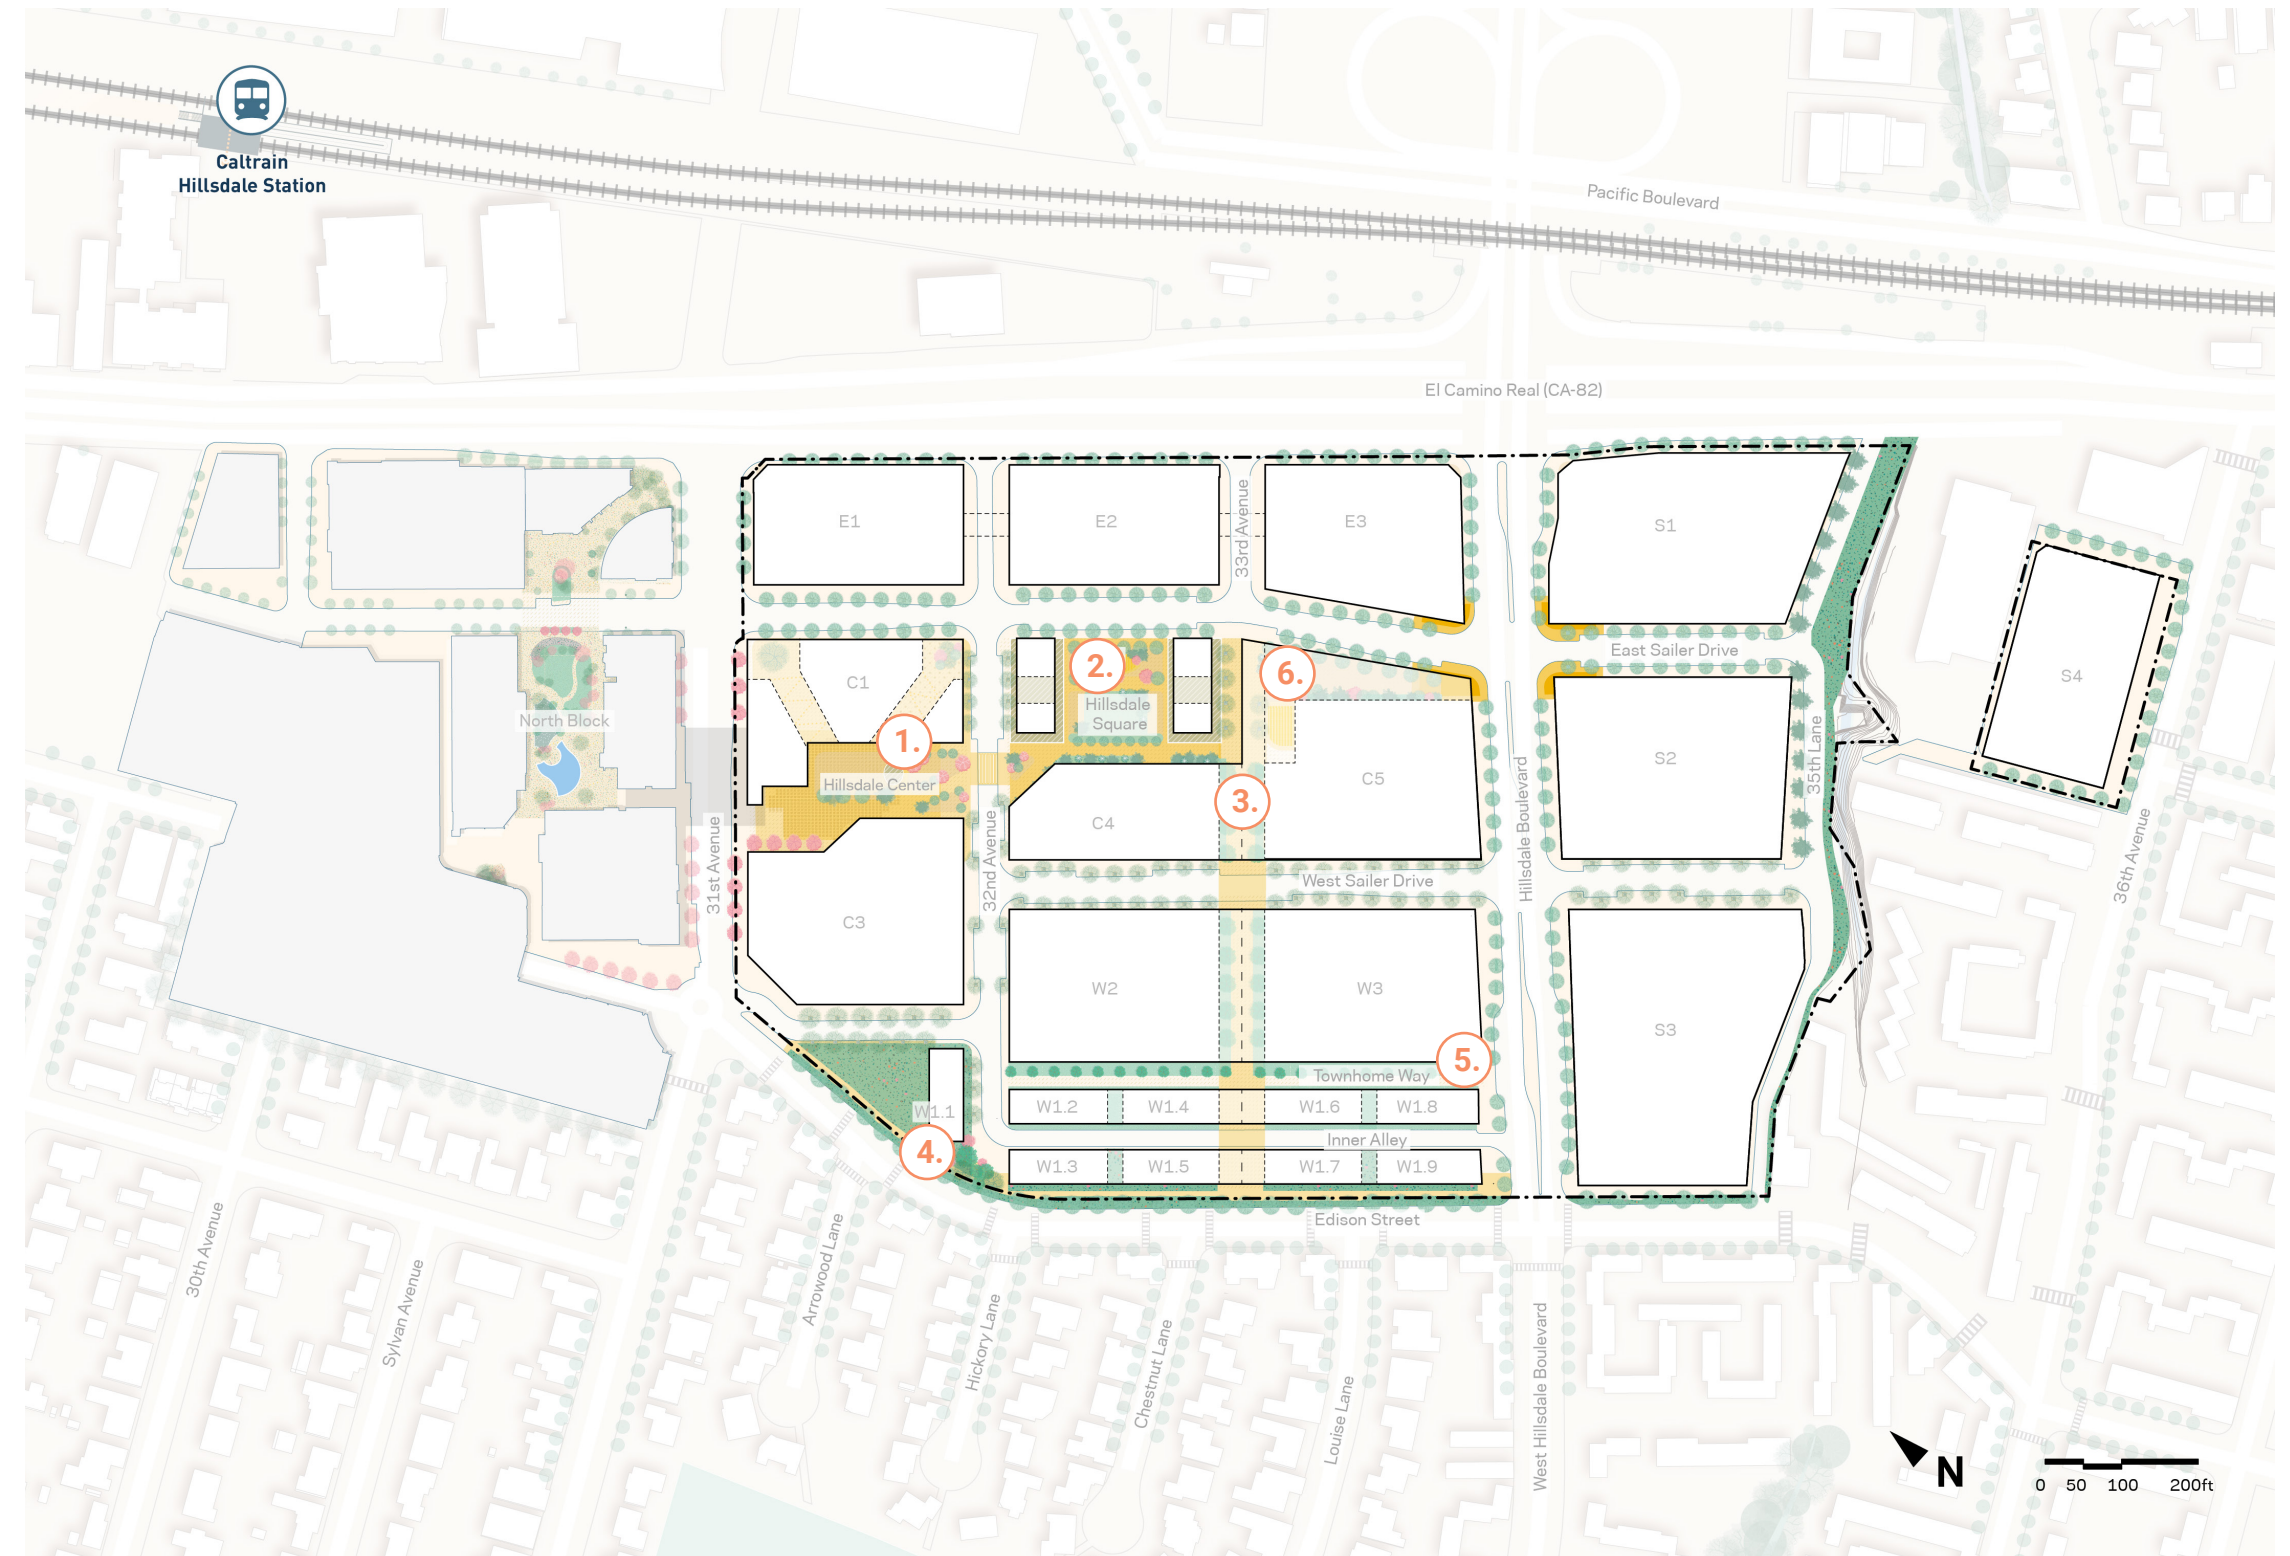 Caltrain
Hillsdale Station
Pacific Boulevard
El Camino Real (CA-82)
E1
E2
33rd Avenue
E3
S1
East Sailer Drive
S4
North Block
C1
1.
Hillsdale Center
2.
Hillsdale
Square
6.
3.
C5
S2
35th Lane
31st Avenue
C3
32nd Avenue
C4
West Sailer Drive
Hillsdale Boulevard
36th Avenue
W2
W3
S3
5.
Townhome Way
W1.1
W1.2
W1.4
W1.6
W1.8
Inner Alley
4.
W1.3
W1.5
W1.7
W1.9
Edison Street
30th Avenue
Sylvan Avenue
Arrowood Lane
Hickory Lane
Chestnut Lane
Louise Lane
West Hillsdale Boulevard
N
0 50 100 200ft